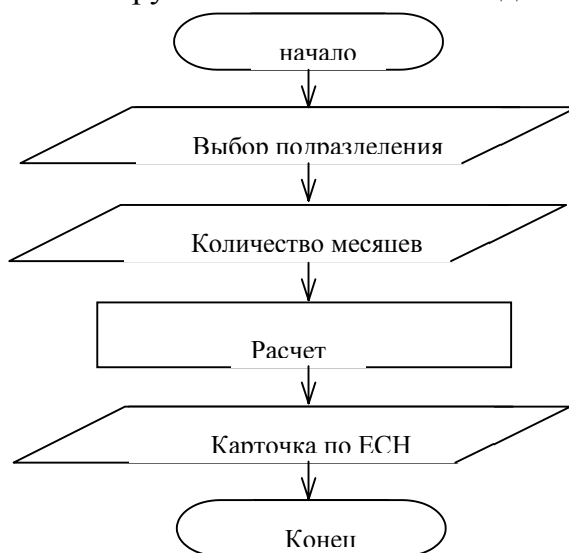 начало
Выбор подразделения
Количество месяцев
Расчет
Карточка по ЕСН
Конец